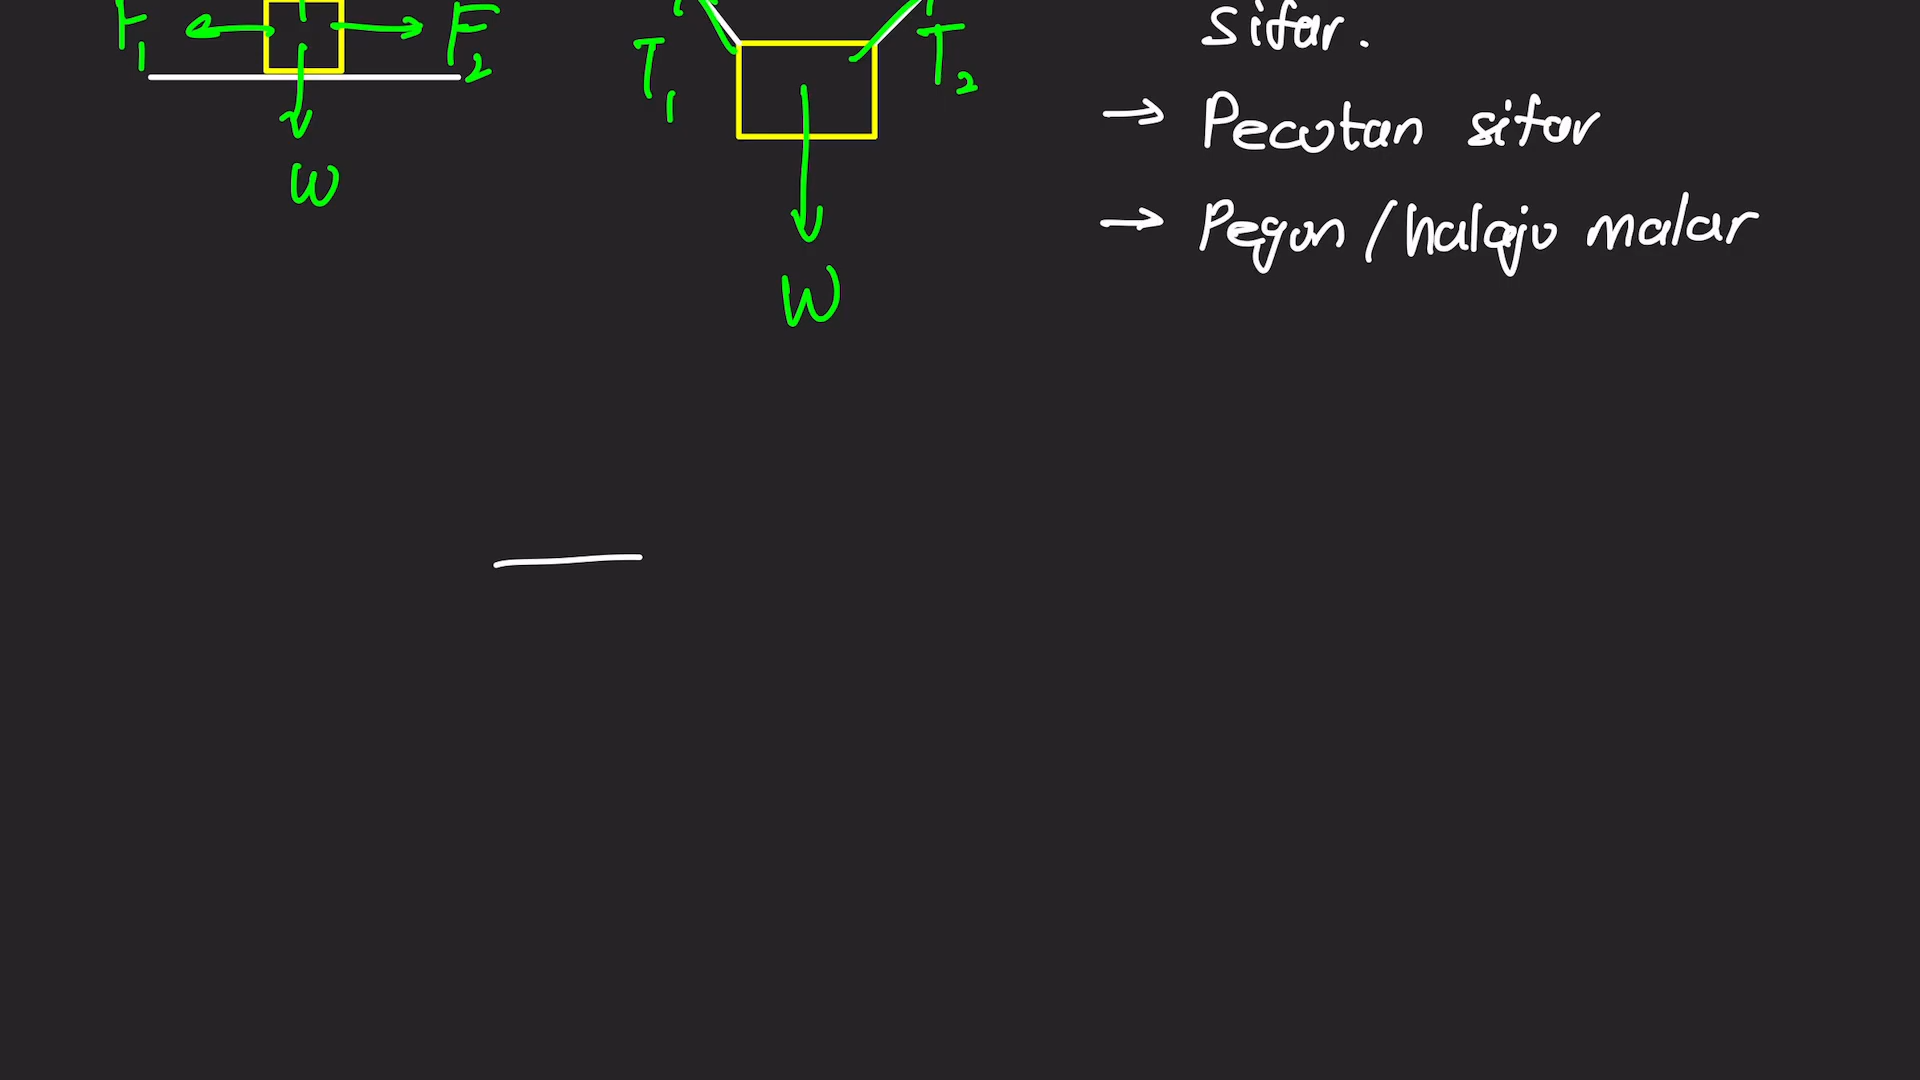 F1 F2
W
T1 T2
W
sifar.
→ Pecutan sifar
→ Pegun / halaju malar